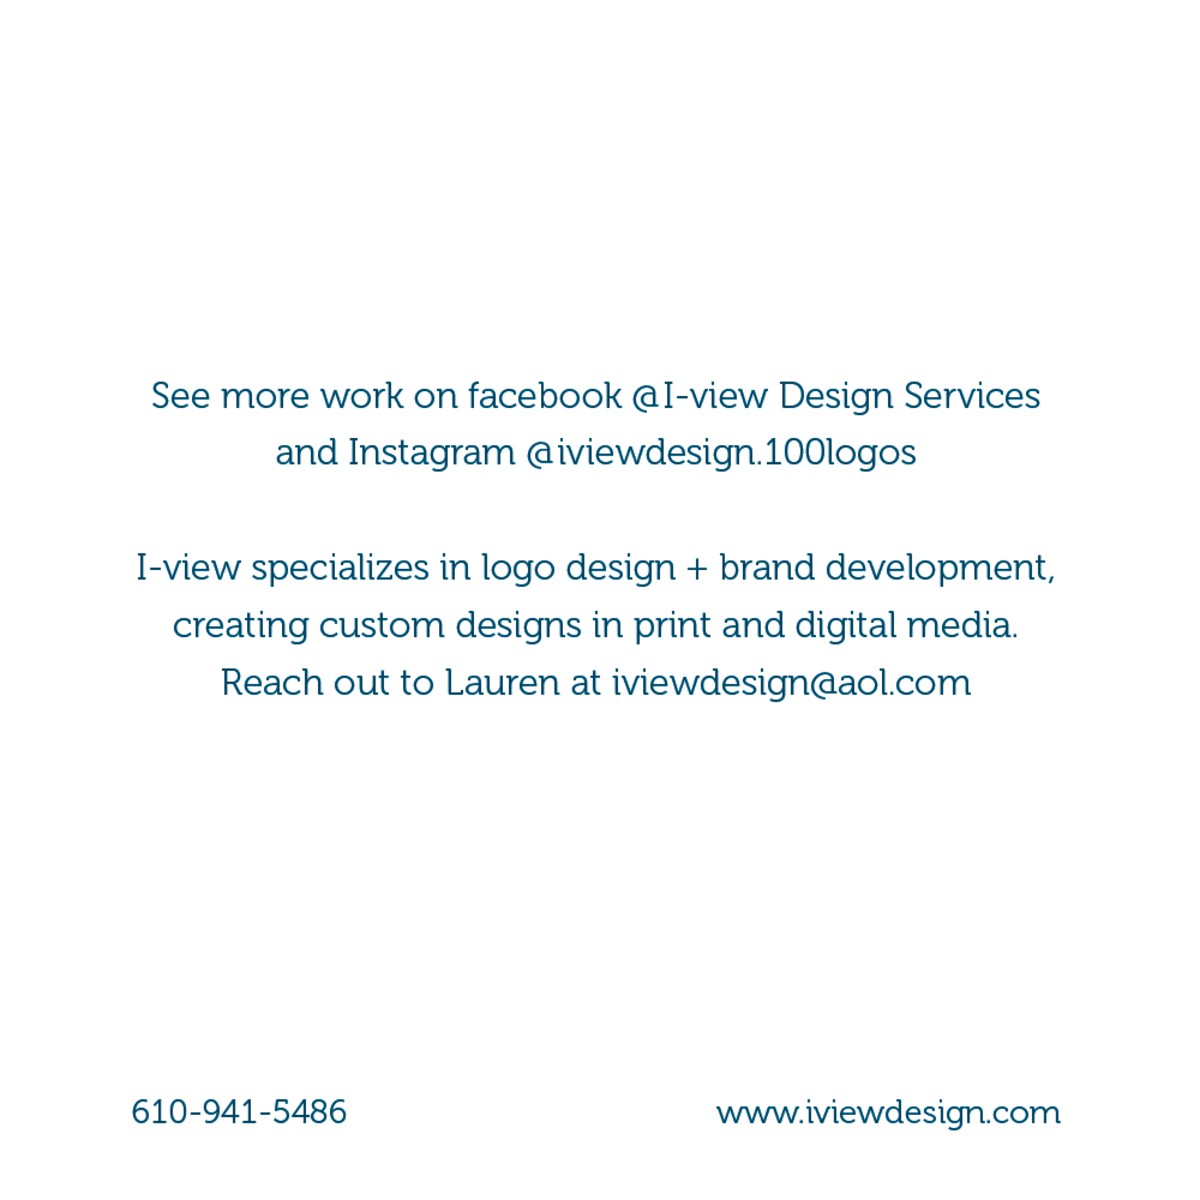 See more work on facebook @I-view Design Services
and Instagram @iviewdesign.100logos
I-view specializes in logo design + brand development,
creating custom designs in print and digital media.
Reach out to Lauren at iviewdesign@aol.com
610-941-5486
www.iviewdesign.com